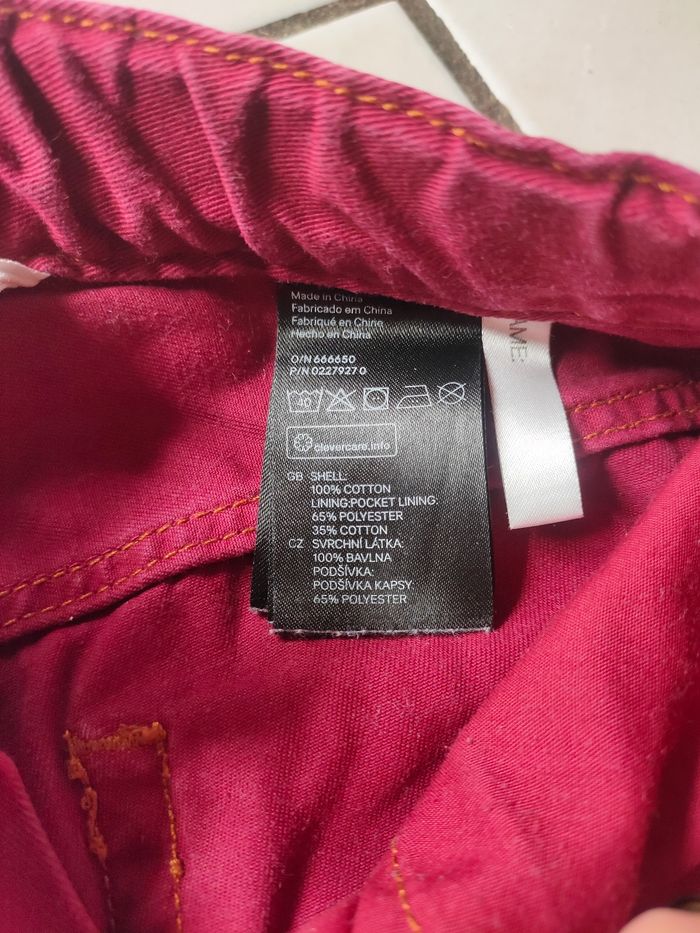 Made in China
Fabricado em China
Fabriqué en Chine
Hecho en China
O/N 666650
P/N 0227927 0
40
clevercare.info
GB SHELL:
100% COTTON
LINING:POCKET LINING:
65% POLYESTER
35% COTTON
CZ SVRCHNÍ LÁTKA:
100% BAVLNA
PODŠÍVKA:
PODŠÍVKA KAPSY:
65% POLYESTER
AME: